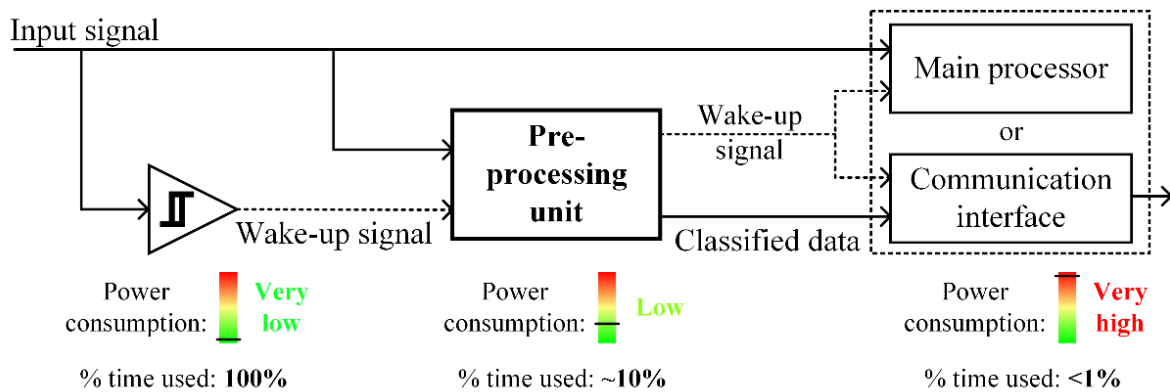 Input signal
Main processor
or
Communication
interface
Wake-up
signal
Pre-
processing
unit
Wake-up signal
Classified data
Power
consumption:
Very
low
Power
consumption:
Low
Power
consumption:
Very
high
% time used: 100%
% time used: ~10%
% time used: <1%